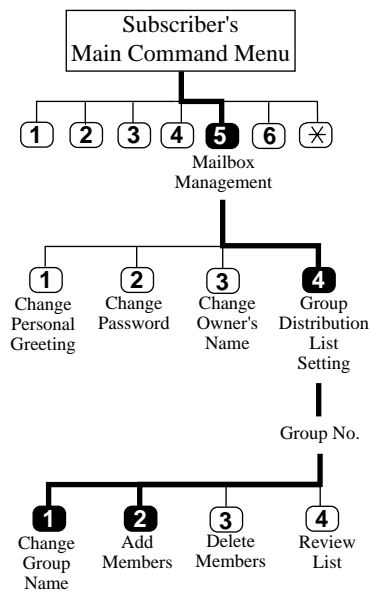 Subscriber's
Main Command Menu
1 2 3 4 5 6 ✳
Mailbox
Management
1 2 3 4
Change Change Change Group
Personal Password Owner's Distribution
Greeting Name List
Setting
Group No.
1 2 3 4
Change Add Delete Review
Group Members Members List
Name